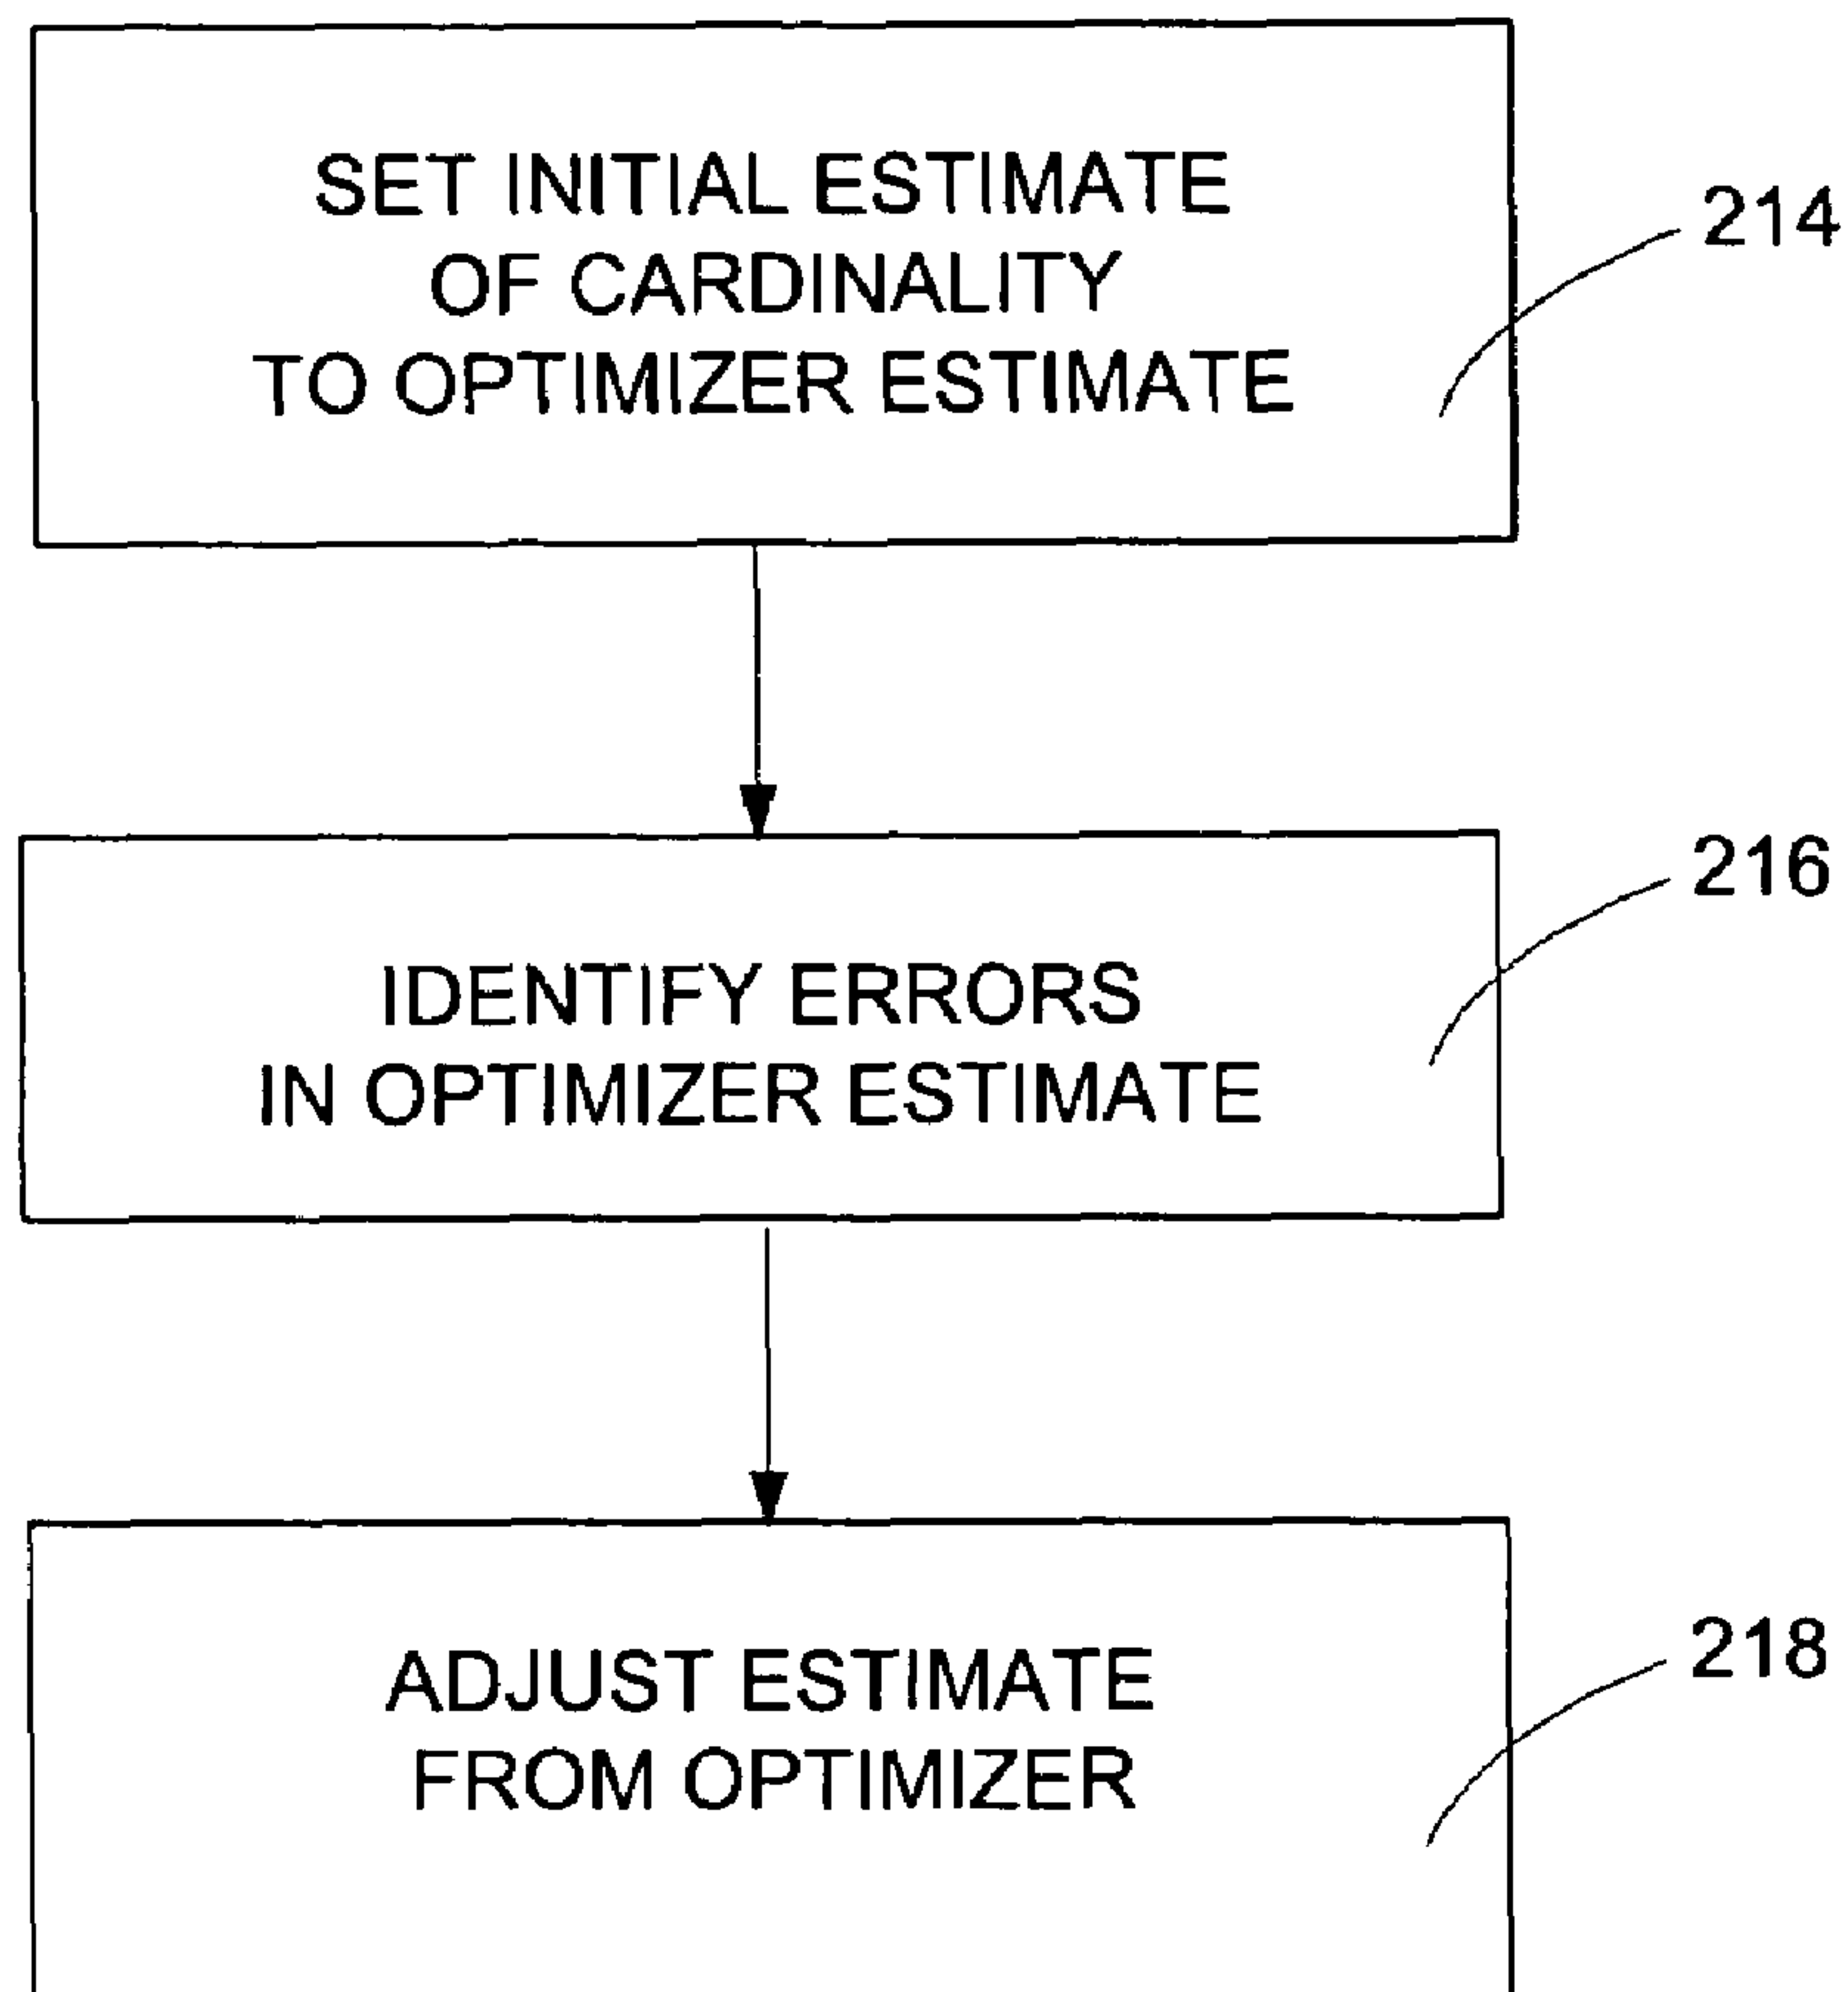 SET INITIAL ESTIMATE
OF CARDINALITY
TO OPTIMIZER ESTIMATE
214
IDENTIFY ERRORS
IN OPTIMIZER ESTIMATE
216
ADJUST ESTIMATE
FROM OPTIMIZER
218